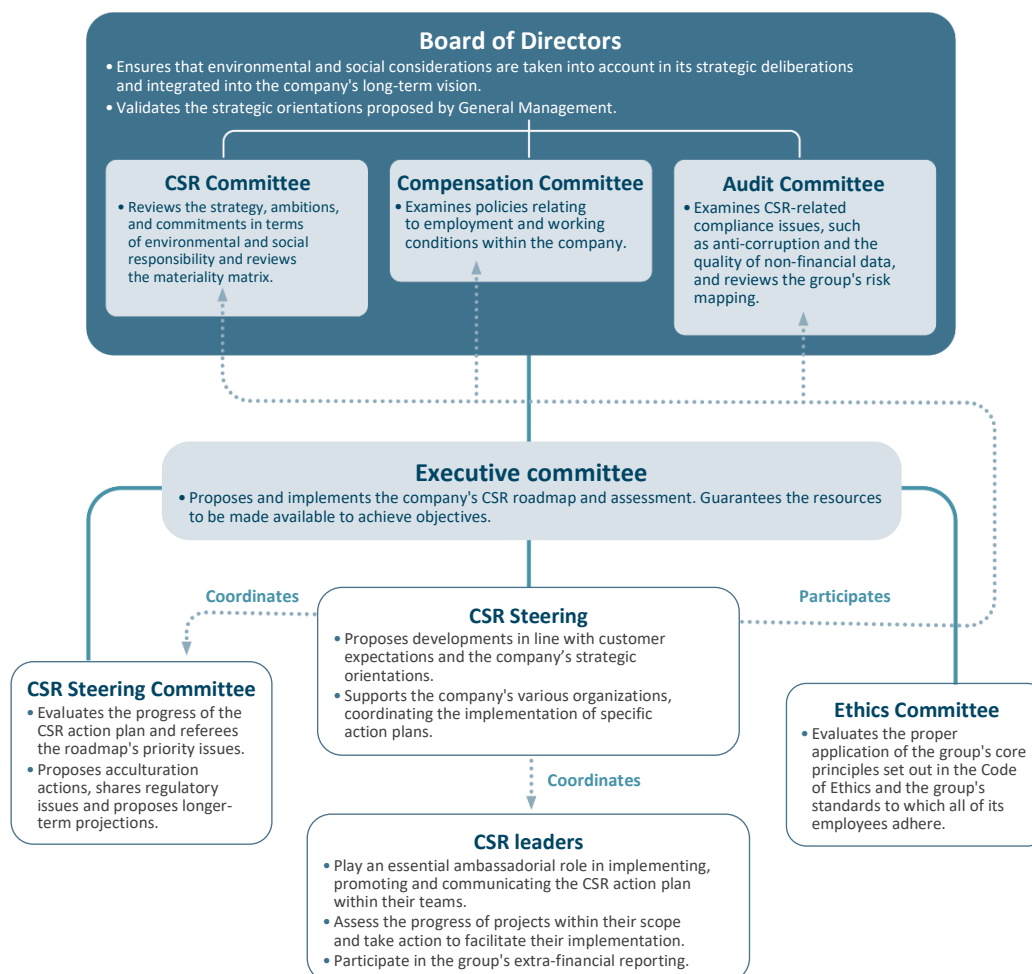 Board of Directors
• Ensures that environmental and social considerations are taken into account in its strategic deliberations
and integrated into the company's long-term vision.
• Validates the strategic orientations proposed by General Management.
CSR Committee
• Reviews the strategy, ambitions,
and commitments in terms
of environmental and social
responsibility and reviews
the materiality matrix.
Compensation Committee
• Examines policies relating
to employment and working
conditions within the company.
Audit Committee
• Examines CSR-related
compliance issues, such
as anti-corruption and the
quality of non-financial data,
and reviews the group's risk
mapping.
Executive committee
• Proposes and implements the company's CSR roadmap and assessment. Guarantees the resources
to be made available to achieve objectives.
Coordinates
Participates
CSR Steering
• Proposes developments in line with customer
expectations and the company’s strategic
orientations.
• Supports the company's various organizations,
coordinating the implementation of specific
action plans.
CSR Steering Committee
• Evaluates the progress of the
CSR action plan and referees
the roadmap's priority issues.
• Proposes acculturation
actions, shares regulatory
issues and proposes longer-
term projections.
Ethics Committee
• Evaluates the proper
application of the group's core
principles set out in the Code
of Ethics and the group's
standards to which all of its
employees adhere.
Coordinates
CSR leaders
• Play an essential ambassadorial role in implementing,
promoting and communicating the CSR action plan
within their teams.
• Assess the progress of projects within their scope
and take action to facilitate their implementation.
• Participate in the group's extra-financial reporting.